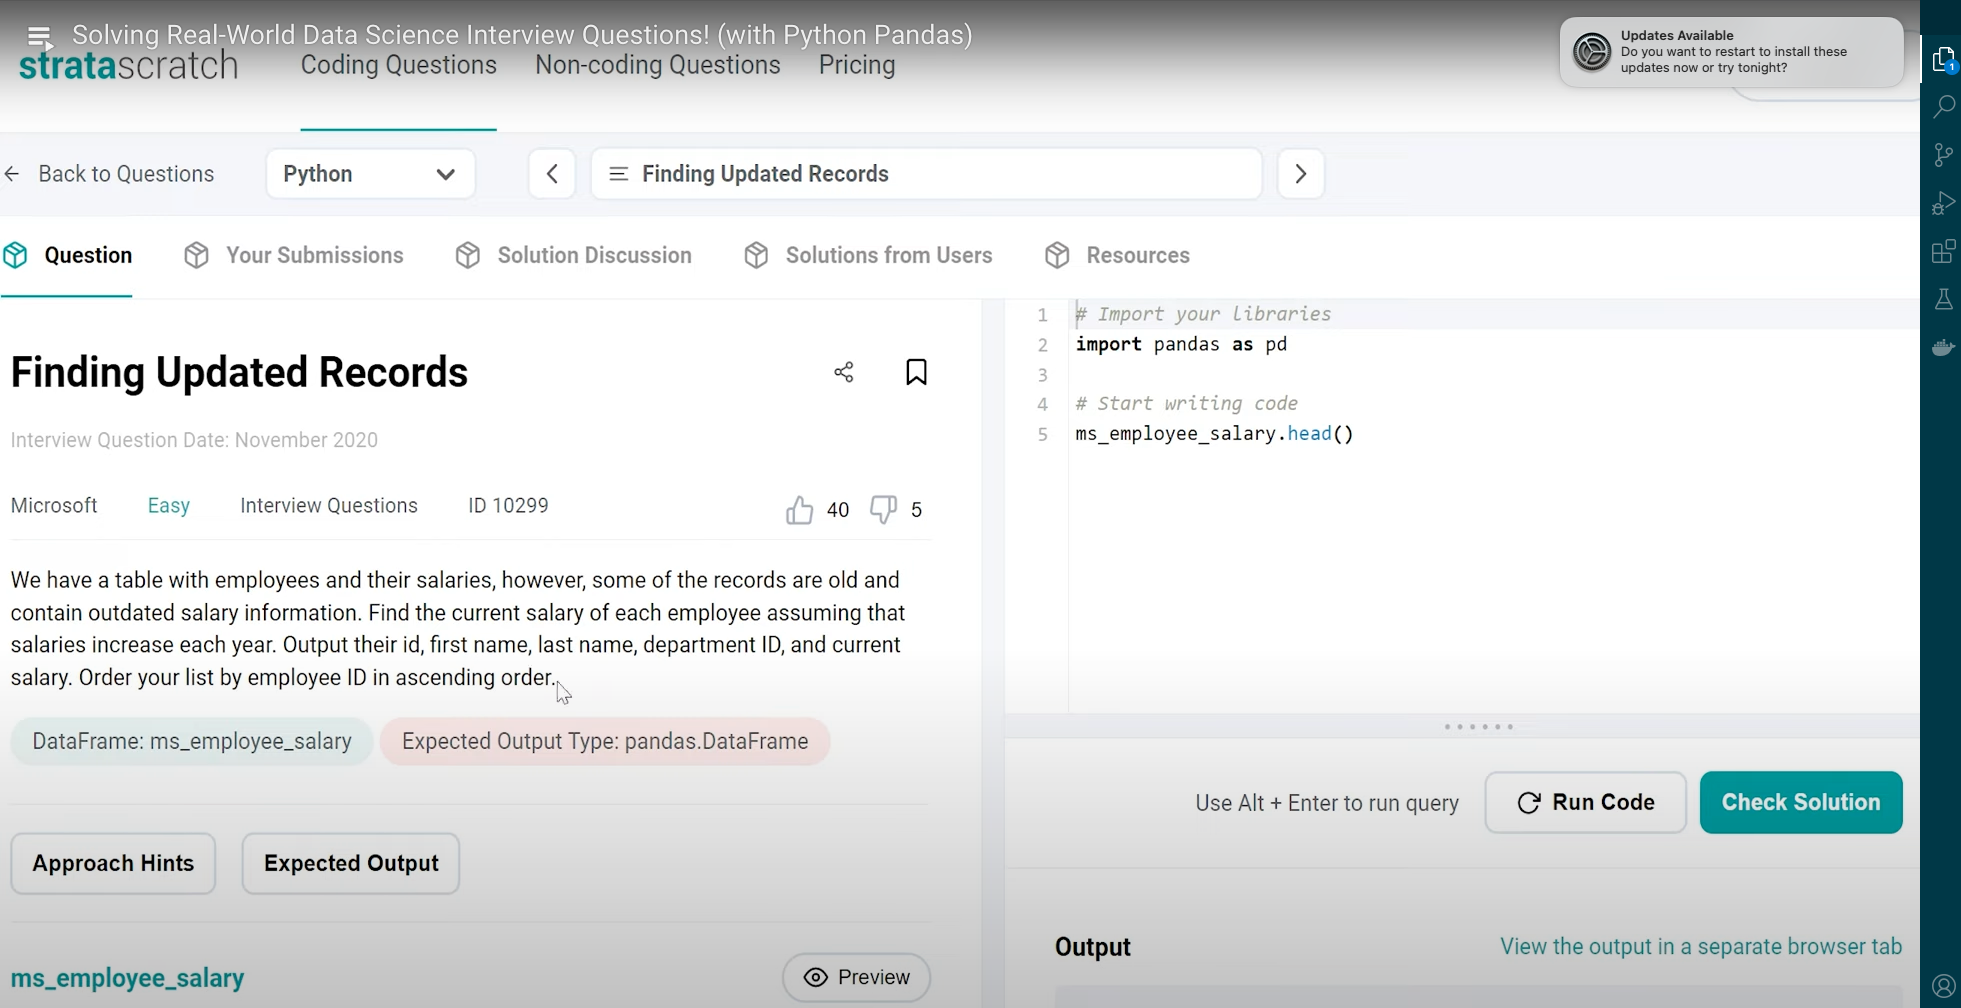 Solving Real-World Data Science Interview Questions! (with Python Pandas)
Updates Available
Do you want to restart to install these
updates now or try tonight?
1
stratascratch
Coding Questions
Non-coding Questions
Pricing
Back to Questions
Python
Finding Updated Records
Question
Your Submissions
Solution Discussion
Solutions from Users
Resources
Finding Updated Records
Interview Question Date: November 2020
Microsoft
Easy
Interview Questions
ID 10299
40
5
We have a table with employees and their salaries, however, some of the records are old and
contain outdated salary information. Find the current salary of each employee assuming that
salaries increase each year. Output their id, first name, last name, department ID, and current
salary. Order your list by employee ID in ascending order.
DataFrame: ms_employee_salary
Expected Output Type: pandas.DataFrame
Approach Hints
Expected Output
ms_employee_salary
Preview
1 # Import your libraries
2 import pandas as pd
3
4 # Start writing code
5 ms_employee_salary.head()
Use Alt + Enter to run query
Run Code
Check Solution
Output
View the output in a separate browser tab